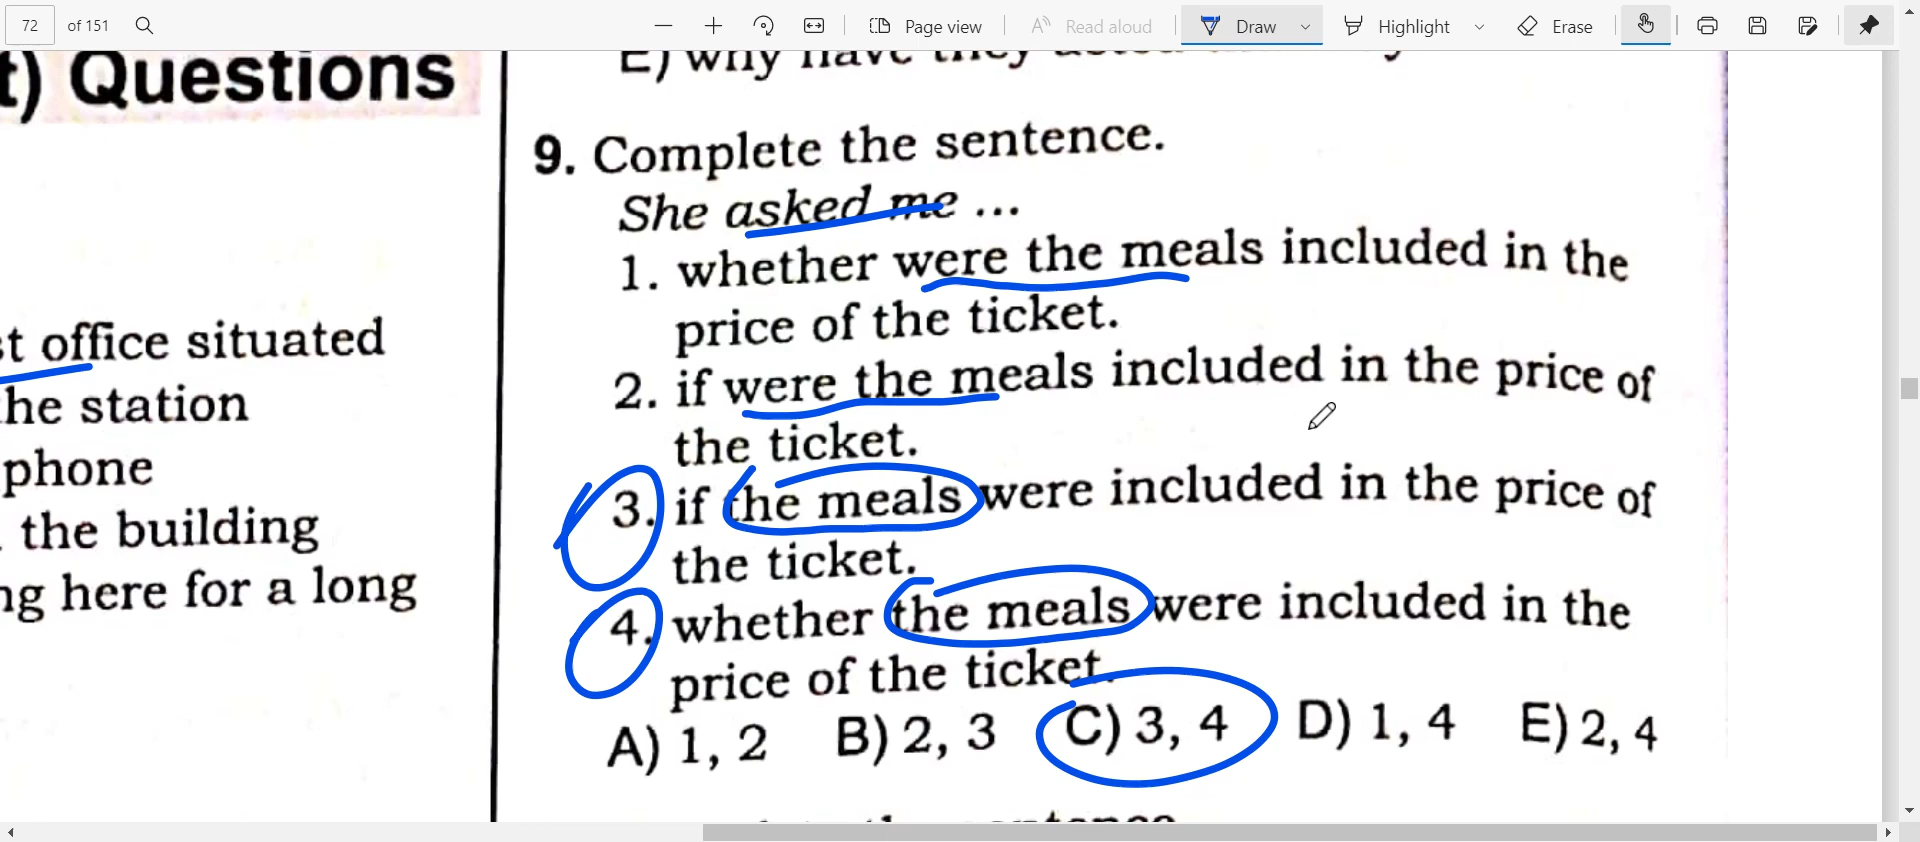 72 of 151 Page view Read aloud Draw Highlight Erase
t) Questions
st office situated
he station
phone
the building
ng here for a long
E) why have they
9. Complete the sentence.
She asked me ...
1. whether were the meals included in the
price of the ticket.
2. if were the meals included in the price of
the ticket.
3. if the meals were included in the price of
the ticket.
4. whether the meals were included in the
price of the ticket.
A) 1, 2 B) 2, 3 C) 3, 4 D) 1, 4 E) 2, 4